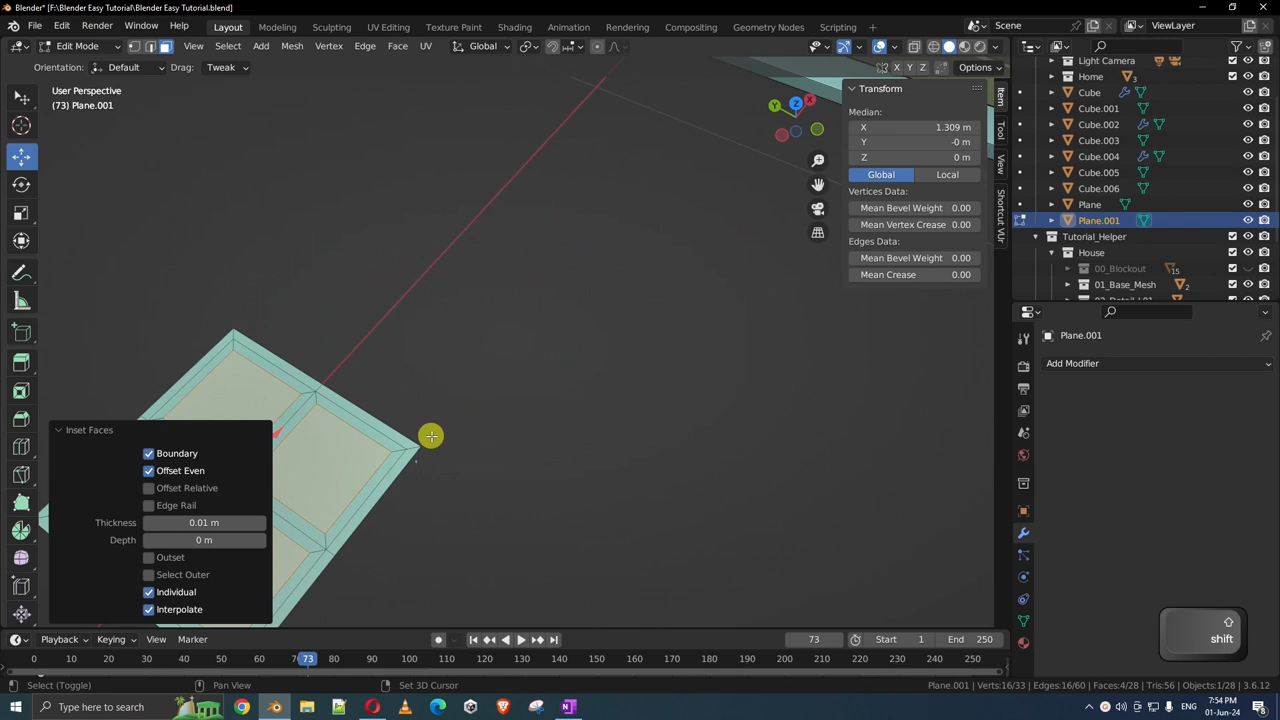 Blender* [F:\Blender Easy Tutorial\Blender Easy Tutorial.blend]
File Edit Render Window Help Layout Modeling Sculpting UV Editing Texture Paint Shading Animation Rendering Compositing Geometry Nodes Scripting Scene ViewLayer
Edit Mode View Select Add Mesh Vertex Edge Face UV Global
Orientation: Default Drag: Tweak X Y Z Options
User Perspective
(73) Plane.001
Z X Y
Transform
Median:
X 1.309 m
Y -0 m
Z 0 m
Global Local
Vertices Data:
Mean Bevel Weight 0.00
Mean Vertex Crease 0.00
Edges Data:
Mean Bevel Weight 0.00
Mean Crease 0.00
Item
Tool
View
Shortcut VUr
Light Camera
Home 3
Cube
Cube.001
Cube.002
Cube.003
Cube.004
Cube.005
Cube.006
Plane
Plane.001
Tutorial_Helper
House
00_Blockout 15
01_Base_Mesh 2
Plane.001
Add Modifier
Inset Faces
Boundary
Offset Even
Offset Relative
Edge Rail
Thickness 0.01 m
Depth 0 m
Outset
Select Outer
Individual
Interpolate
shift
Playback Keying View Marker 73 Start 1 End 250
0 10 20 30 40 50 60 73 80 90 100 110 120 130 140 150 160 170 180 190 200 210 220 230 240 250
Select (Toggle) Pan View Set 3D Cursor Plane.001 | Verts:16/33 | Edges:16/60 | Faces:4/28 | Tris:56 | Objects:1/28 | 3.6.12
Type here to search 7:54 PM
01-Jun-24